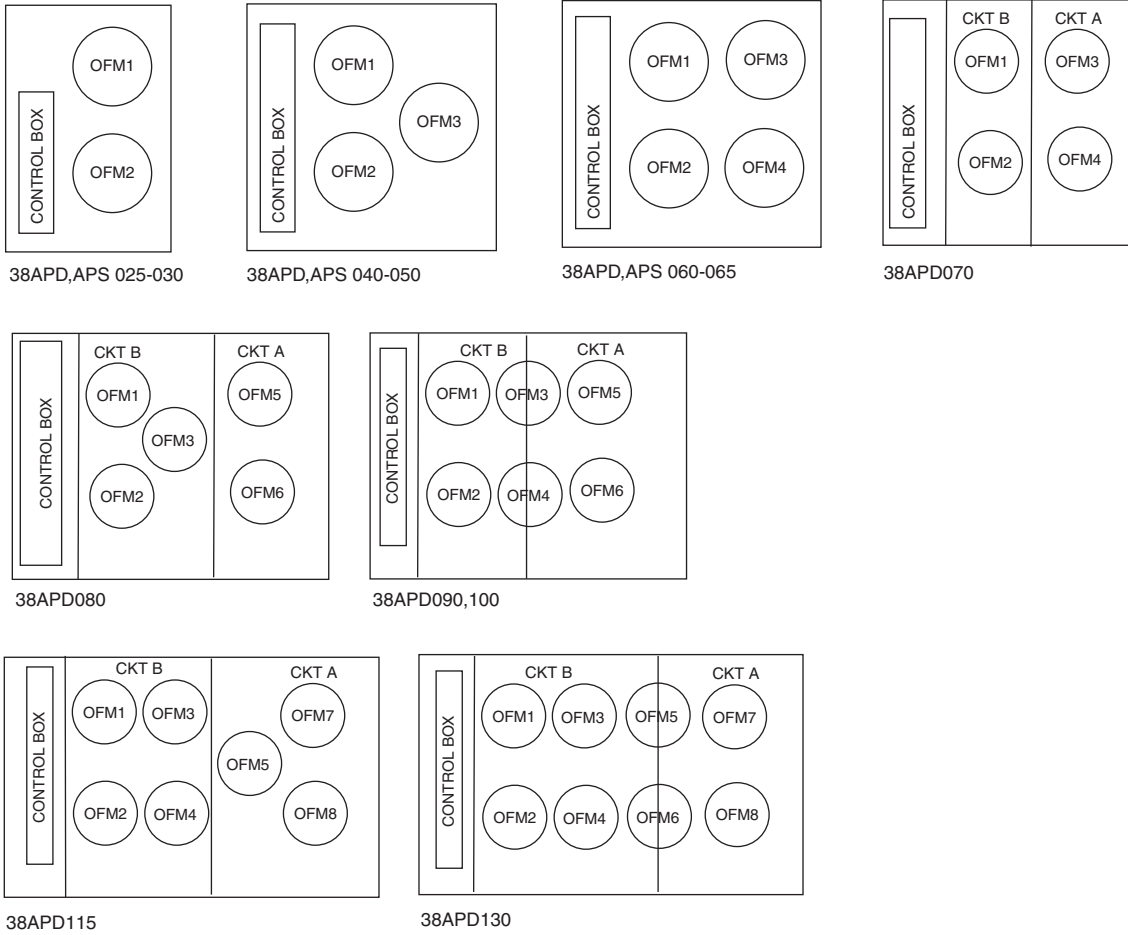 OFM1
OFM2
CONTROL BOX
38APD,APS 025-030
OFM1
OFM2
OFM3
CONTROL BOX
38APD,APS 040-050
OFM1
OFM3
OFM2
OFM4
CONTROL BOX
38APD,APS 060-065
CKT B
CKT A
OFM1
OFM3
OFM2
OFM4
CONTROL BOX
38APD070
CKT B
CKT A
OFM1
OFM5
OFM3
OFM2
OFM6
CONTROL BOX
38APD080
CKT B
CKT A
OFM1
OFM3
OFM5
OFM2
OFM4
OFM6
CONTROL BOX
38APD090,100
CKT B
CKT A
OFM1
OFM3
OFM7
OFM5
OFM2
OFM4
OFM8
CONTROL BOX
38APD115
CKT B
CKT A
OFM1
OFM3
OFM5
OFM7
OFM2
OFM4
OFM6
OFM8
CONTROL BOX
38APD130